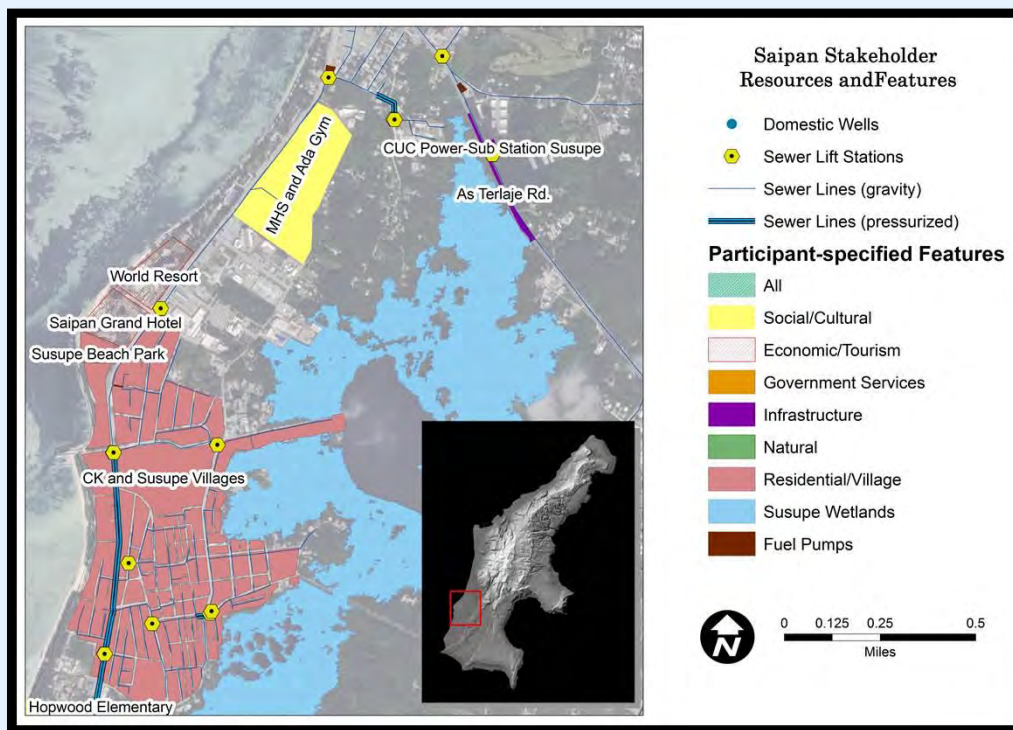 MHS and Ada Gym
CUC Power-Sub Station Susupe
As Terlaje Rd.
World Resort
Saipan Grand Hotel
Susupe Beach Park
CK and Susupe Villages
Hopwood Elementary
Saipan Stakeholder
Resources andFeatures
Domestic Wells
Sewer Lift Stations
Sewer Lines (gravity)
Sewer Lines (pressurized)
Participant-specified Features
All
Social/Cultural
Economic/Tourism
Government Services
Infrastructure
Natural
Residential/Village
Susupe Wetlands
Fuel Pumps
N
0 0.125 0.25 0.5
Miles